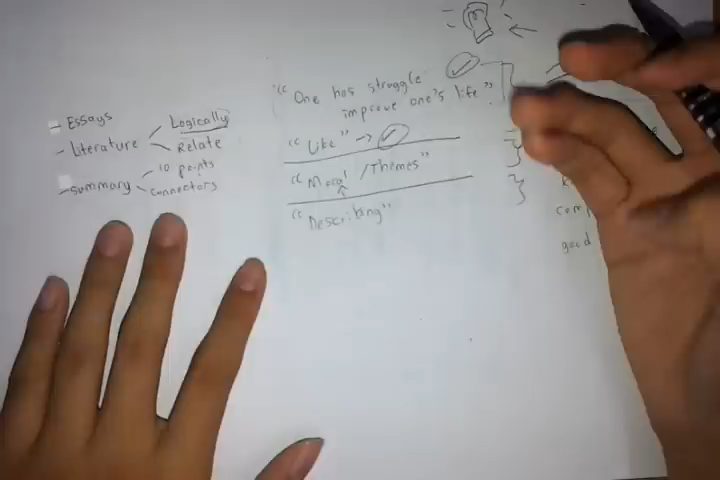 - Essays
- Literature
Logically
Relate
- Summary
10 points
connectors
"One has struggle
improve one's life".
"Like" →
"Moral /Themes"
"Describing"
good